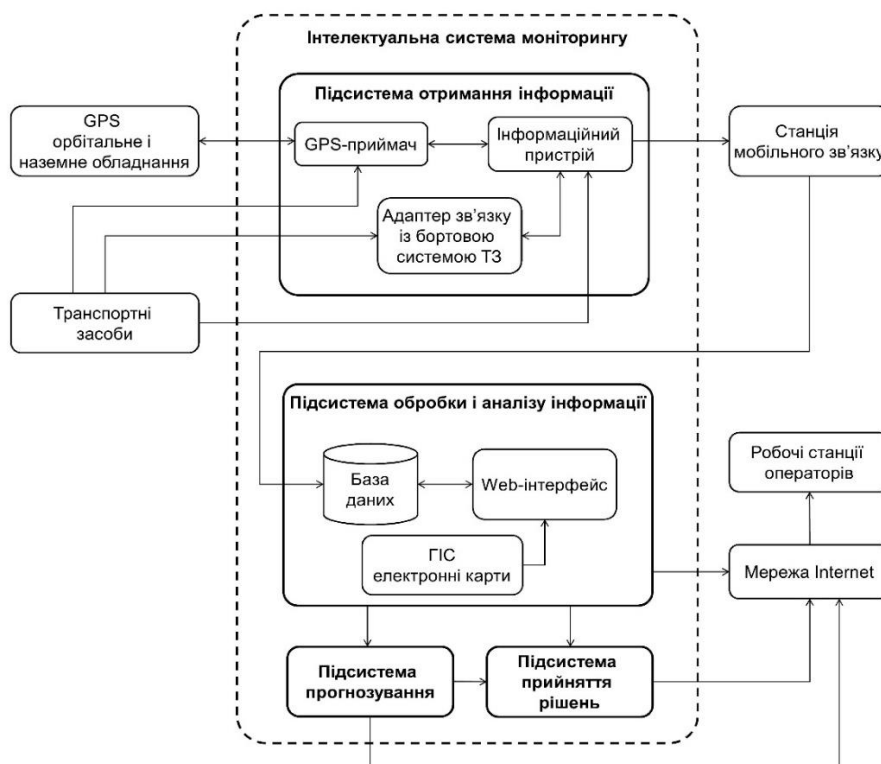 Інтелектуальна система моніторингу
Підсистема отримання інформації
GPS
орбітальне і
наземне обладнання
GPS-приймач
Інформаційний
пристрій
Станція
мобільного зв’язку
Адаптер зв’язку
із бортовою
системою ТЗ
Транспортні
засоби
Підсистема обробки і аналізу інформації
База
даних
Web-інтерфейс
ГІС
електронні карти
Робочі станції
операторів
Мережа Internet
Підсистема
прогнозування
Підсистема
прийняття
рішень